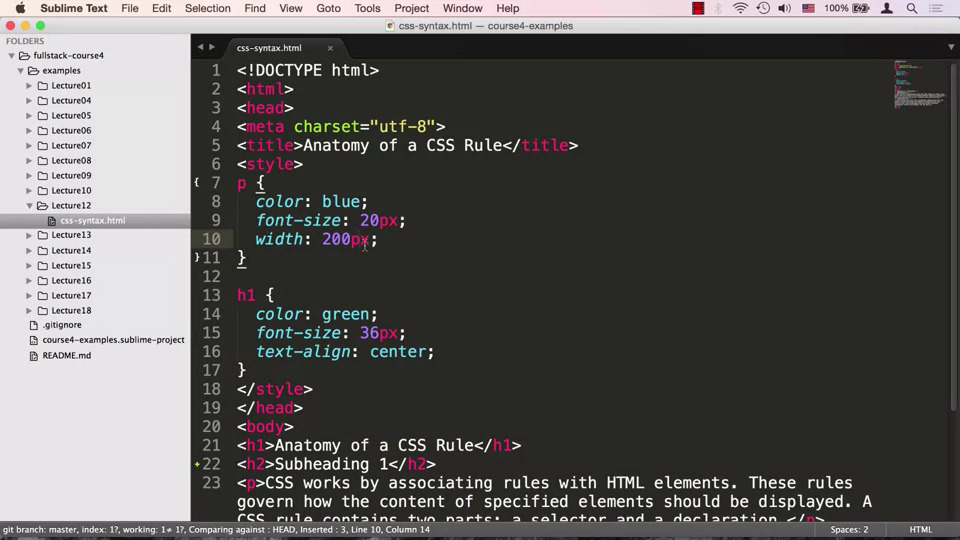 Sublime Text File Edit Selection Find View Goto Tools Project Window Help 100%
css-syntax.html — course4-examples
FOLDERS
fullstack-course4
examples
Lecture01
Lecture04
Lecture05
Lecture06
Lecture07
Lecture08
Lecture09
Lecture10
Lecture12
css-syntax.html
Lecture13
Lecture14
Lecture15
Lecture16
Lecture17
Lecture18
.gitignore
course4-examples.sublime-project
README.md
css-syntax.html
1 <!DOCTYPE html>
2 <html>
3 <head>
4 <meta charset="utf-8">
5 <title>Anatomy of a CSS Rule</title>
6 <style>
7 p {
8 color: blue;
9 font-size: 20px;
10 width: 200px;
11 }
12
13 h1 {
14 color: green;
15 font-size: 36px;
16 text-align: center;
17 }
18 </style>
19 </head>
20 <body>
21 <h1>Anatomy of a CSS Rule</h1>
22 <h2>Subheading 1</h2>
23 <p>CSS works by associating rules with HTML elements. These rules
govern how the content of specified elements should be displayed. A
CSS rule contains two parts: a selector and a declaration.</p>
git branch: master, index: 1?, working: 1≠ 1?, Comparing against : HEAD, Inserted : 3, Line 10, Column 14 Spaces: 2 HTML